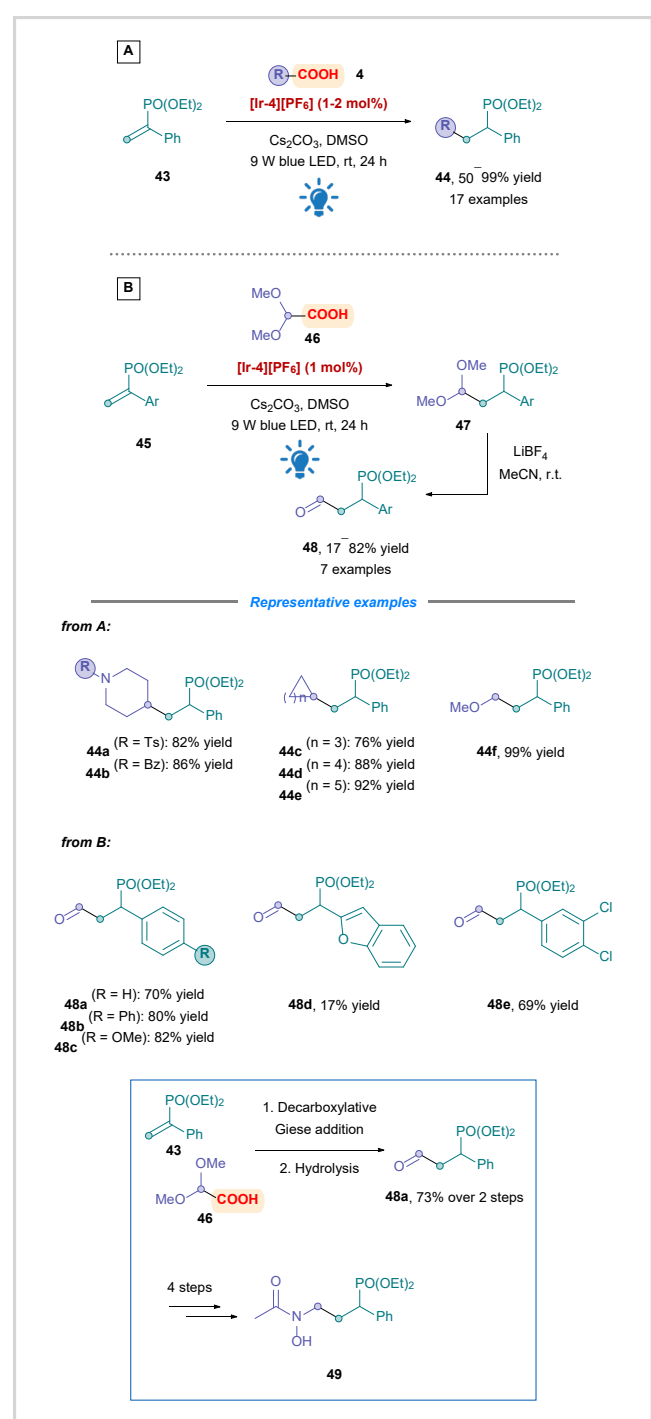 A
R COOH 4
[Ir-4][PF6] (1-2 mol%)
PO(OEt)2
Ph
43
Cs2CO3, DMSO
9 W blue LED, rt, 24 h
PO(OEt)2
R
Ph
44, 50–99% yield
17 examples
B
MeO
COOH
MeO
46
[Ir-4][PF6] (1 mol%)
PO(OEt)2
Ar
45
Cs2CO3, DMSO
9 W blue LED, rt, 24 h
OMe PO(OEt)2
MeO
Ar
47
LiBF4
MeCN, r.t.
PO(OEt)2
O
Ar
48, 17–82% yield
7 examples
Representative examples
from A:
R
N
PO(OEt)2
Ph
44a (R = Ts): 82% yield
44b (R = Bz): 86% yield
PO(OEt)2
( )n
Ph
44c (n = 3): 76% yield
44d (n = 4): 88% yield
44e (n = 5): 92% yield
PO(OEt)2
MeO
Ph
44f, 99% yield
from B:
PO(OEt)2
O
R
48a (R = H): 70% yield
48b (R = Ph): 80% yield
48c (R = OMe): 82% yield
PO(OEt)2
O
O
48d, 17% yield
PO(OEt)2
O
Cl
Cl
48e, 69% yield
PO(OEt)2
Ph
43
OMe
MeO
COOH
46
1. Decarboxylative
Giese addition
2. Hydrolysis
PO(OEt)2
O
Ph
48a, 73% over 2 steps
4 steps
O
N
OH
PO(OEt)2
Ph
49